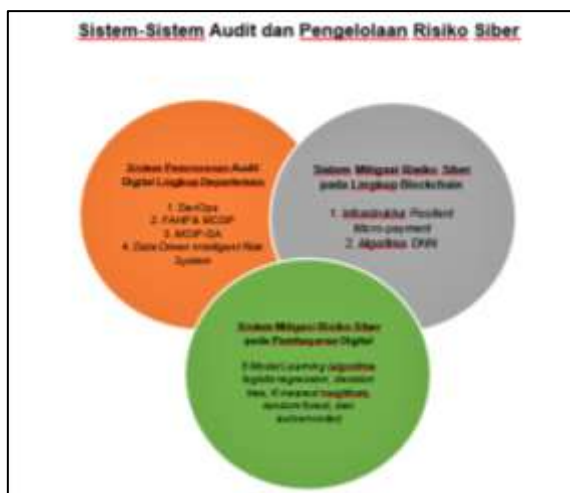 Sistem-Sistem Audit dan Pengelolaan Risiko Siber
Sistem Perencanaan Audit
Digital Lingkup Departemen
1. DevOps
2. FAHP & MCGP
3. MOIP-GA
4. Data Driven Intelligent Risk
System
Sistem Mitigasi Risiko Siber
pada Lingkup Blockchain
1. Infrastruktur Resilient
Micro-payment
2. Algoritma DNN
Sistem Mitigasi Risiko Siber
pada Pembayaran Digital
5 Model Learning (algoritma
logistic regression, decision
tree, K-nearest neighbors,
random forest, dan
autoencoder)